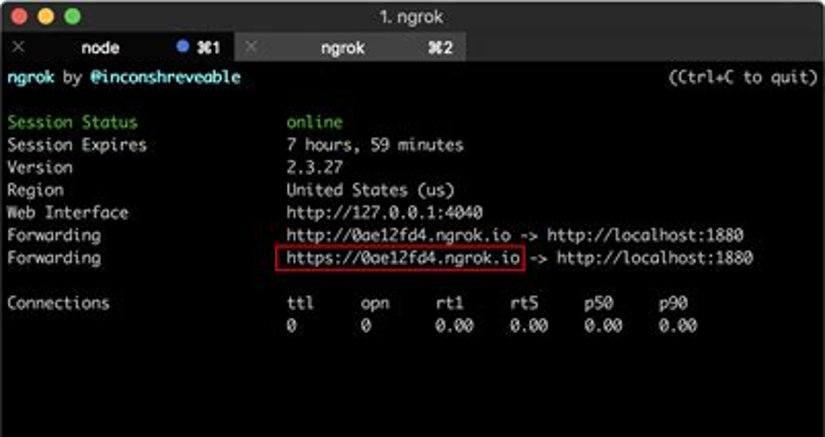 1. ngrok
node ⌘1 ngrok ⌘2
ngrok by @inconshreveable (Ctrl+C to quit)
Session Status online
Session Expires 7 hours, 59 minutes
Version 2.3.27
Region United States (us)
Web Interface http://127.0.0.1:4040
Forwarding http://0ae12fd4.ngrok.io -> http://localhost:1880
Forwarding https://0ae12fd4.ngrok.io -> http://localhost:1880
Connections ttl opn rt1 rt5 p50 p90
0 0 0.00 0.00 0.00 0.00